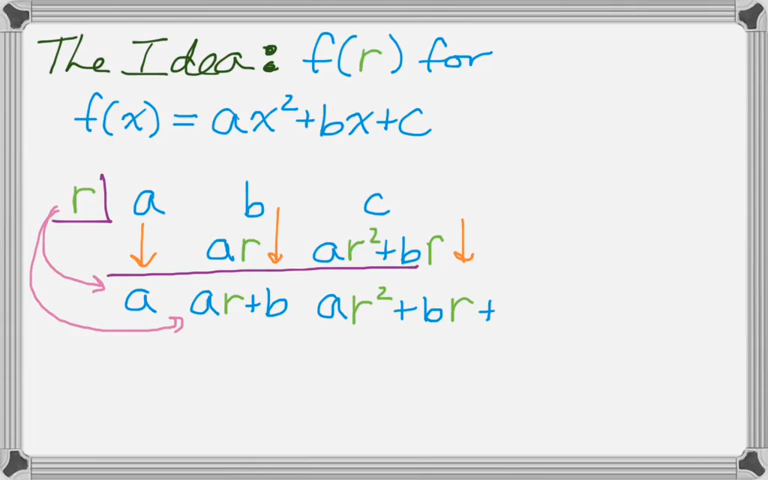 The Idea: f(r) for
f(x) = ax²+bx+c
r a b c
ar ar²+br
a ar+b ar²+br+